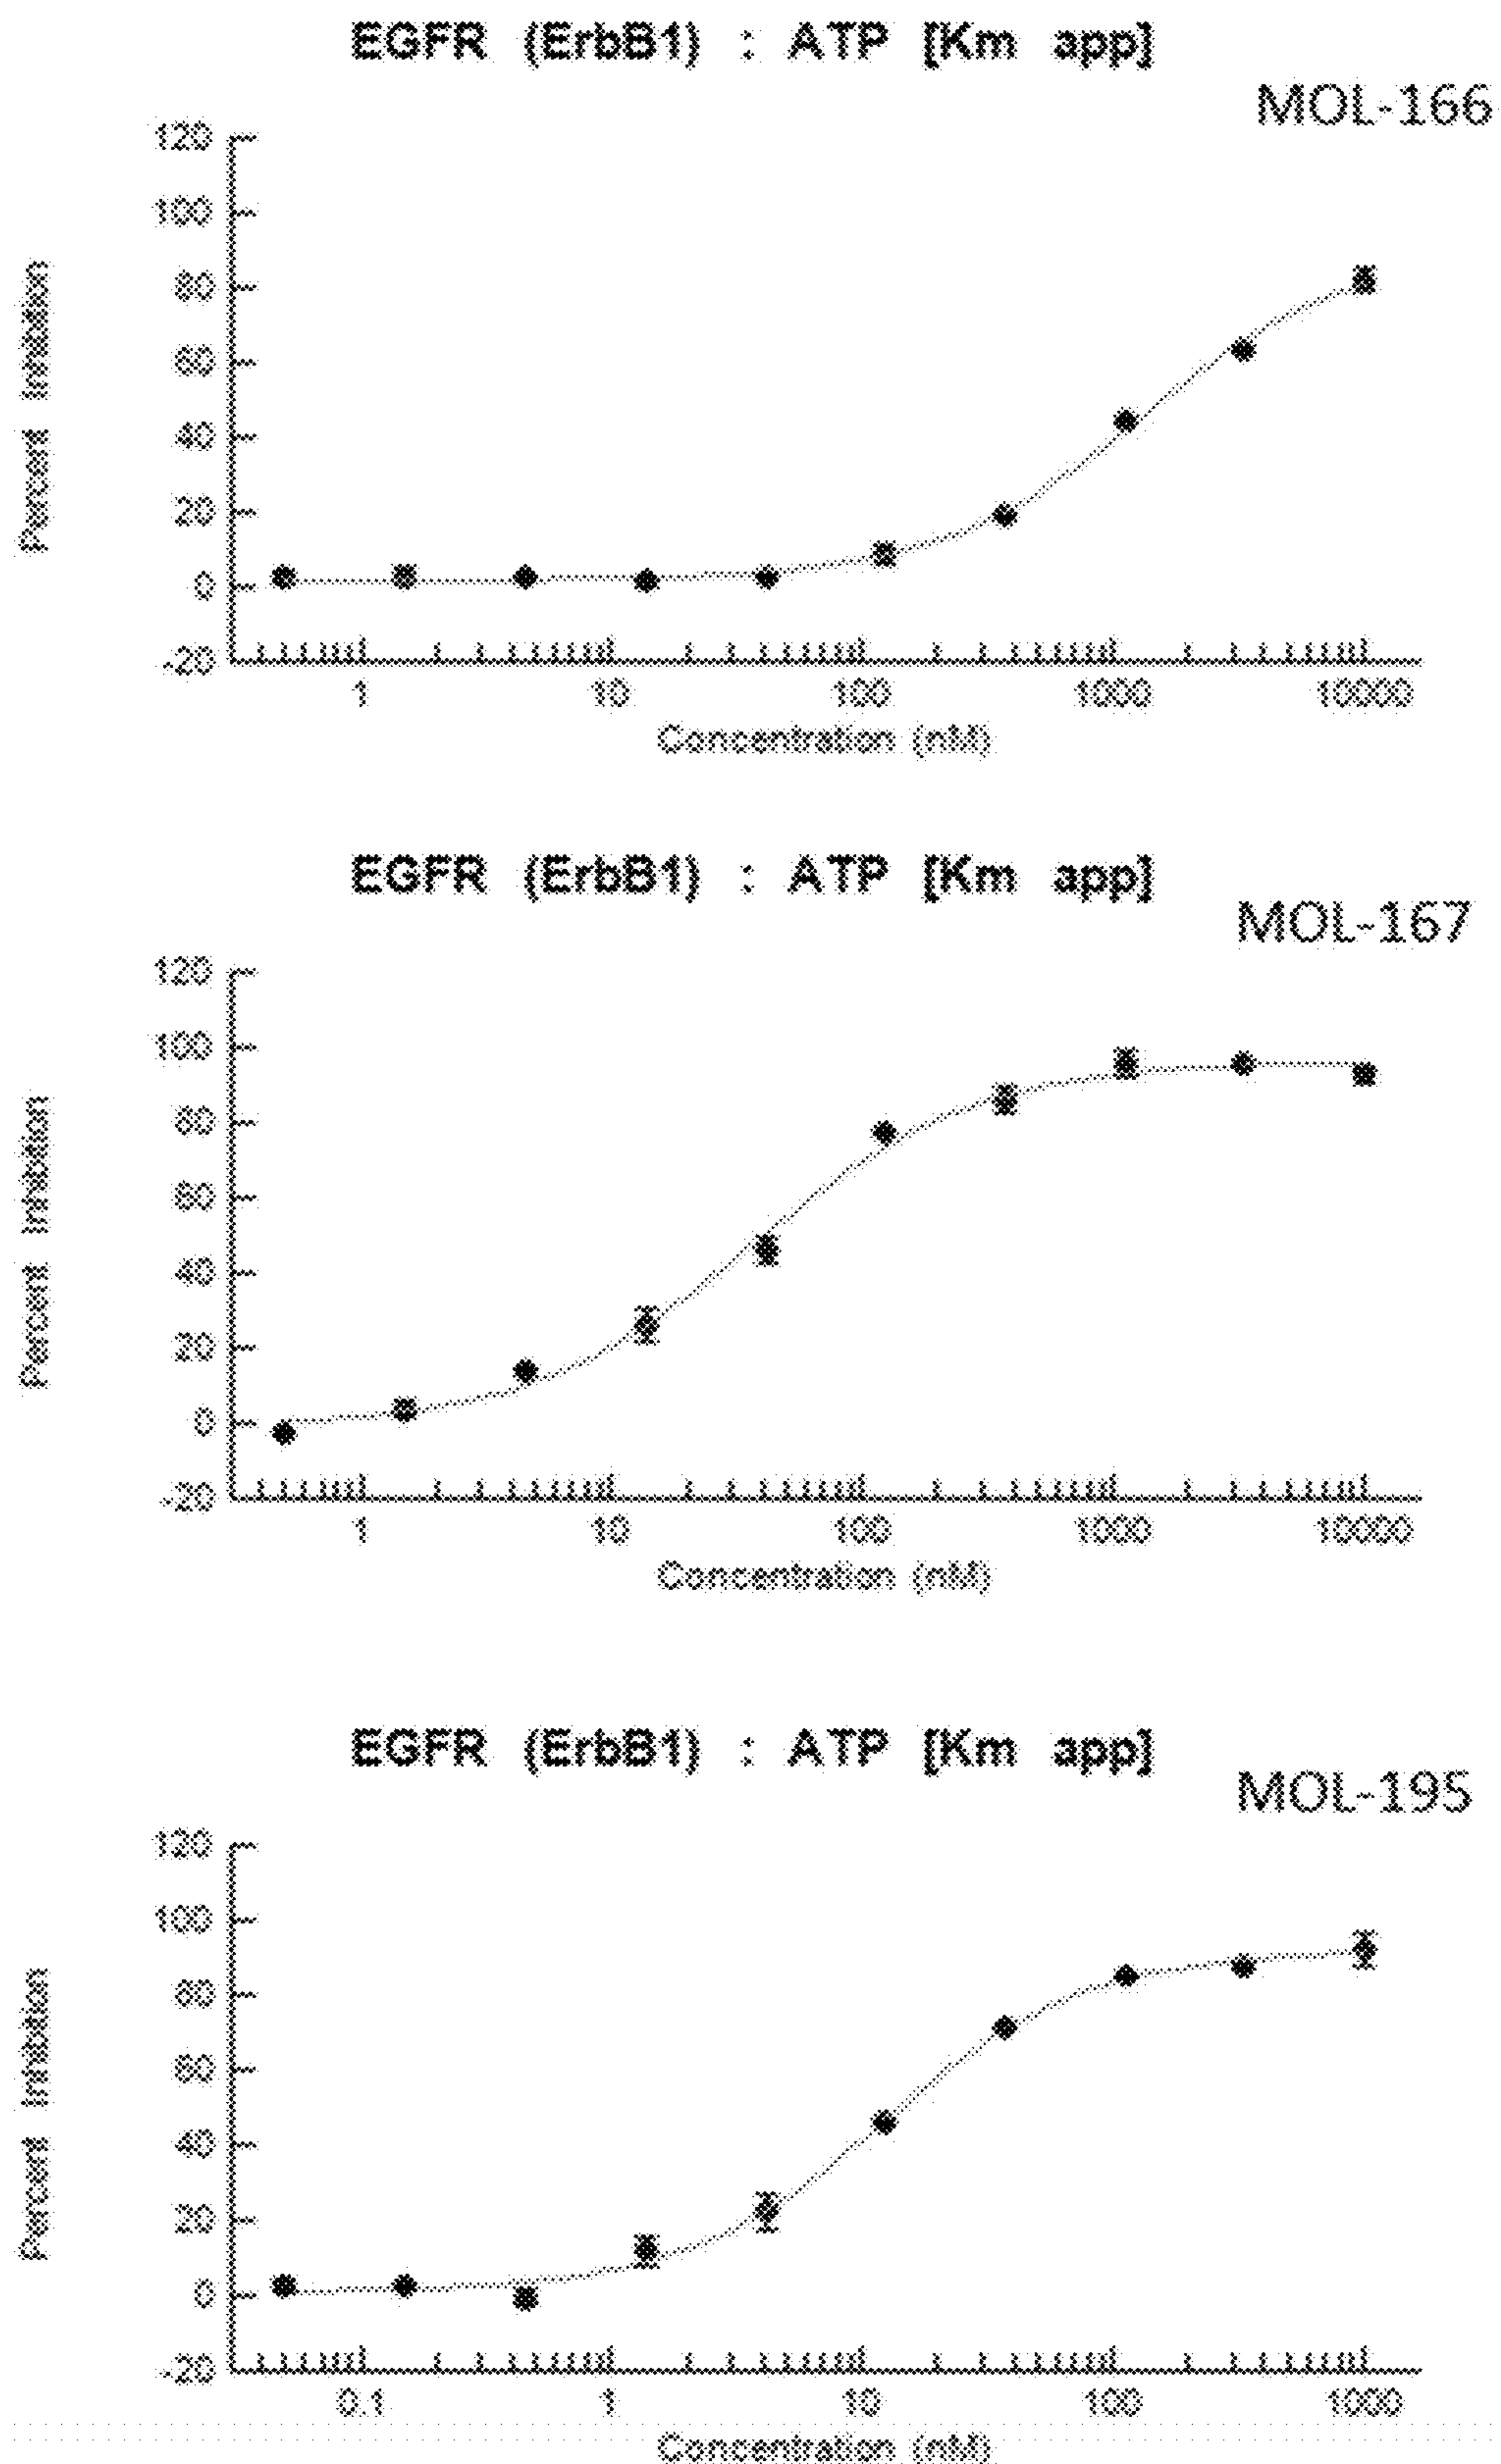 EGFR (ErbB1) : ATP [Km app]
MOL-166
120
100
80
60
40
20
0
-20
Percent Inhibition
1 10 100 1000 10000
Concentration (nM)
EGFR (ErbB1) : ATP [Km app]
MOL-167
120
100
80
60
40
20
0
-20
Percent Inhibition
1 10 100 1000 10000
Concentration (nM)
EGFR (ErbB1) : ATP [Km app]
MOL-195
120
100
80
60
40
20
0
-20
Percent Inhibition
0.1 1 10 100 1000
Concentration (nM)